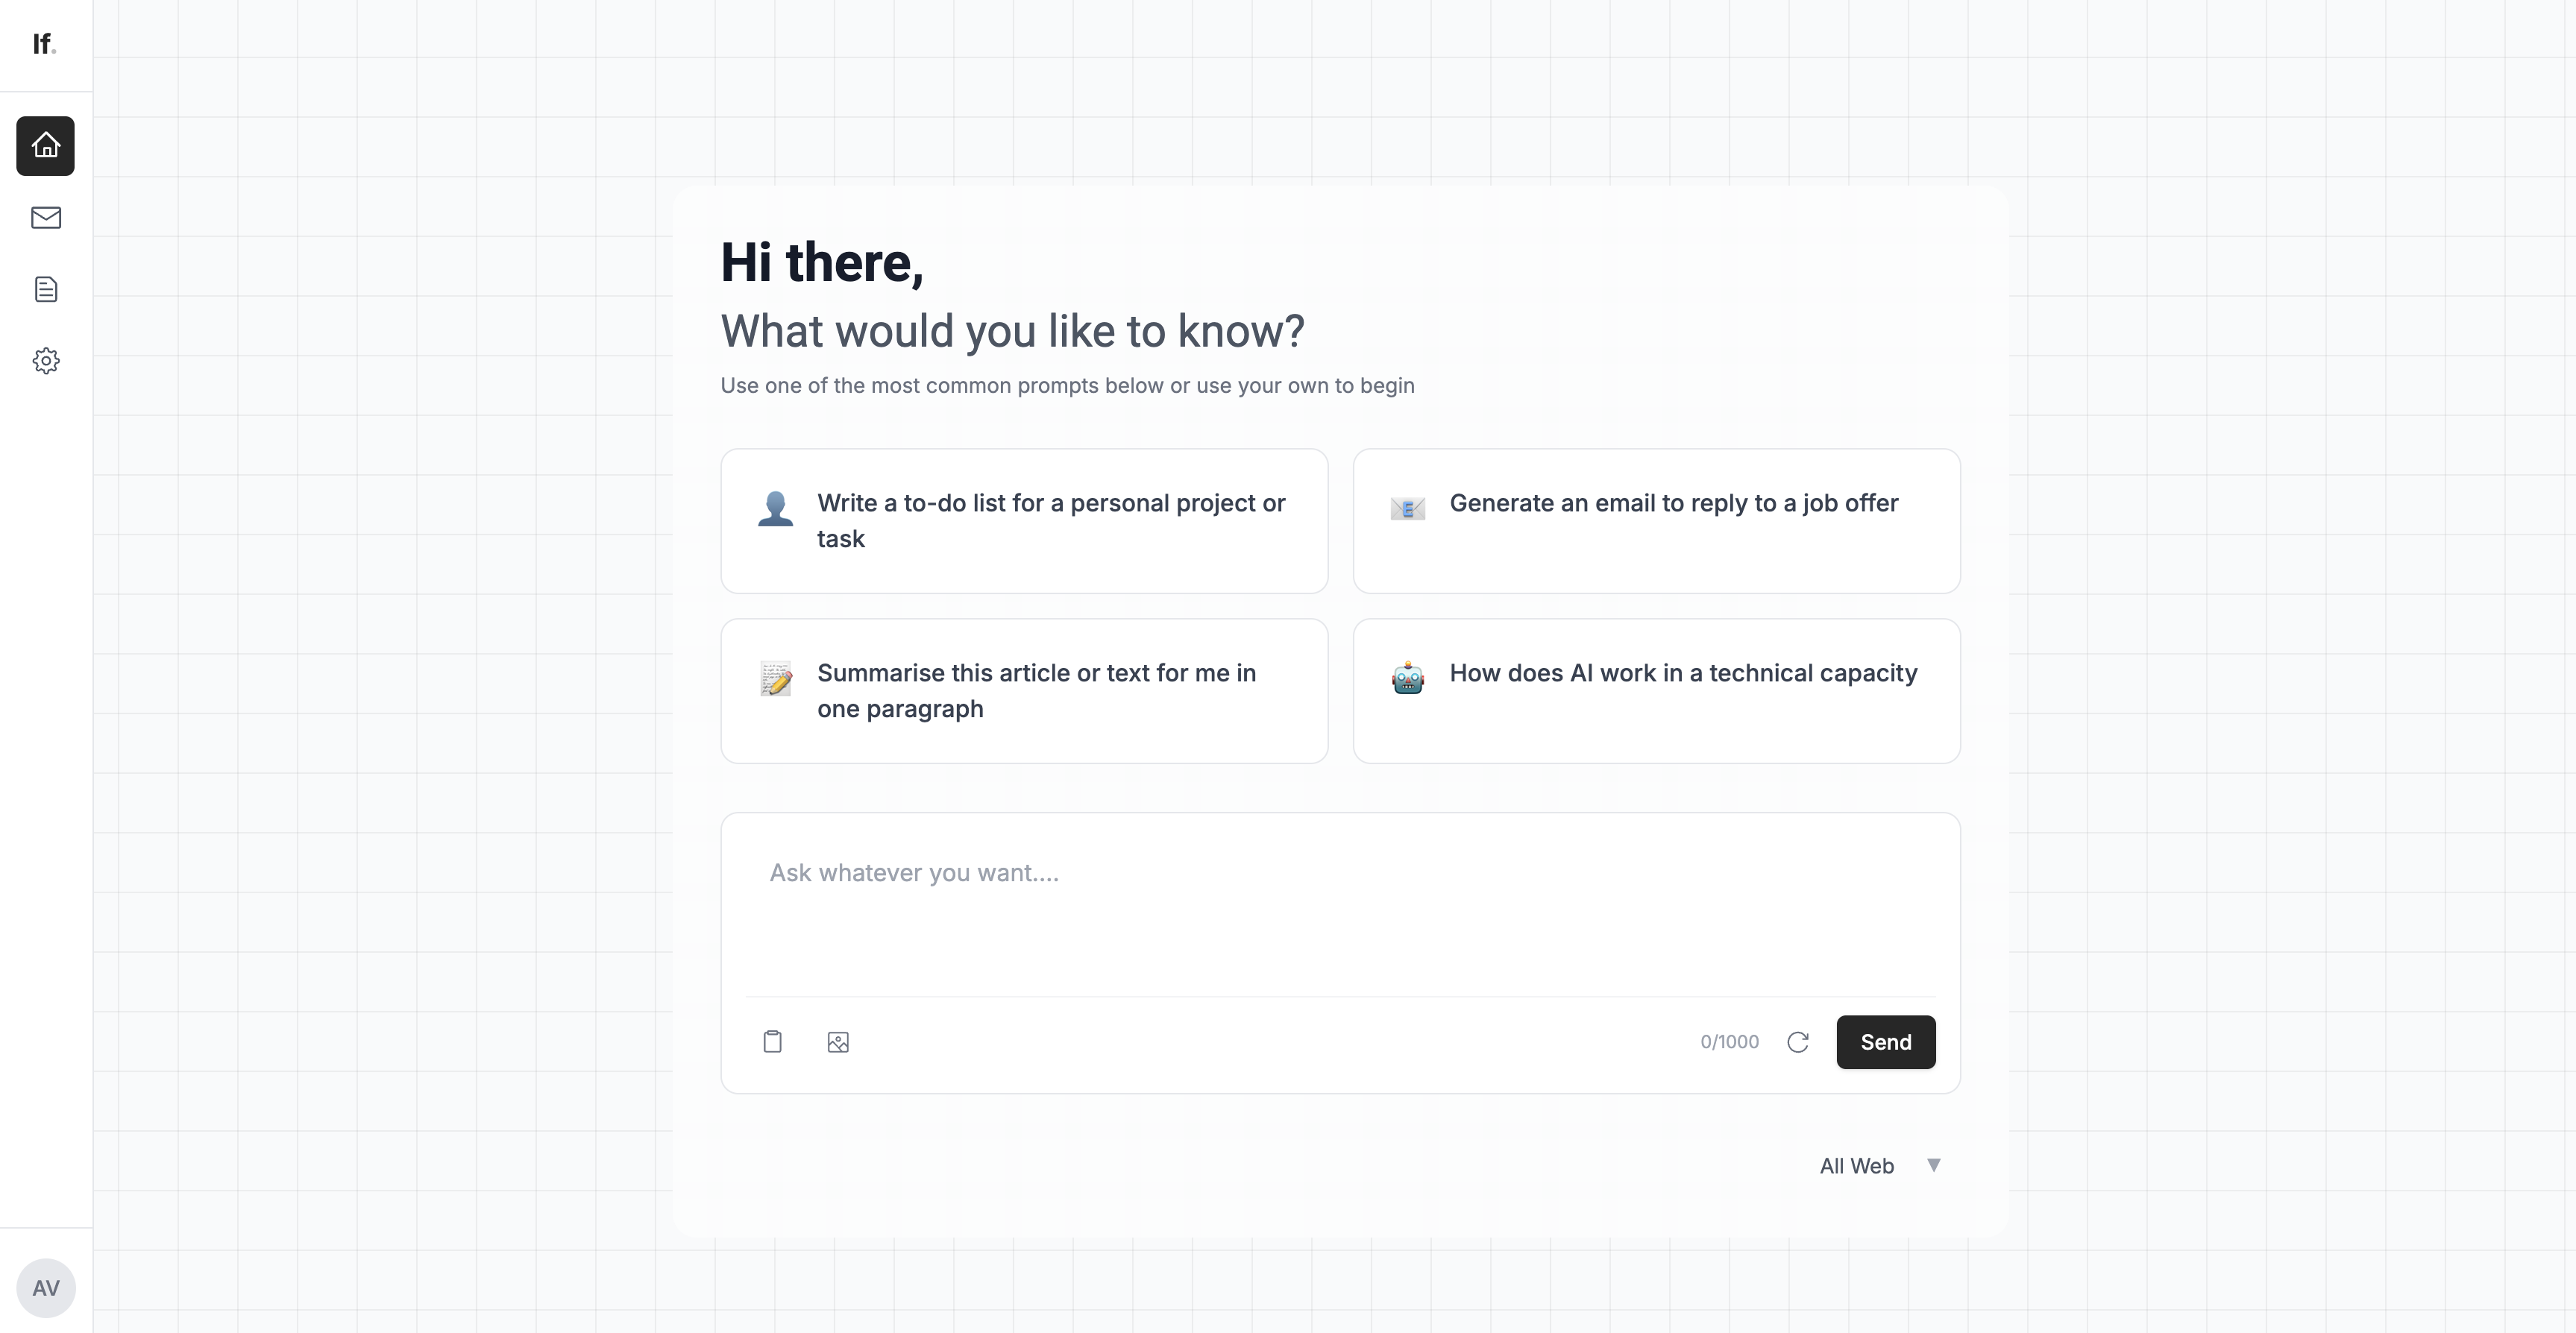 lf.
Hi there,
What would you like to know?
Use one of the most common prompts below or use your own to begin
Write a to-do list for a personal project or
task
Generate an email to reply to a job offer
Summarise this article or text for me in
one paragraph
How does AI work in a technical capacity
Ask whatever you want....
0/1000
Send
All Web
AV